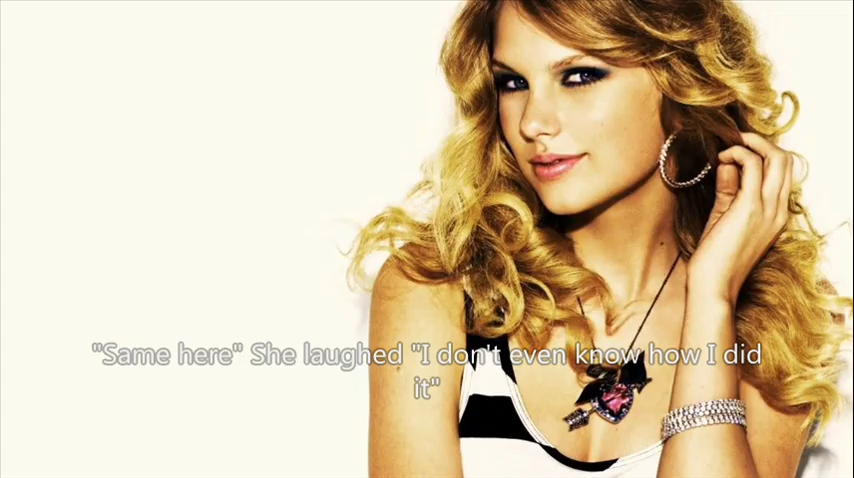 "Same here" She laughed "I don't even know how I did
it"